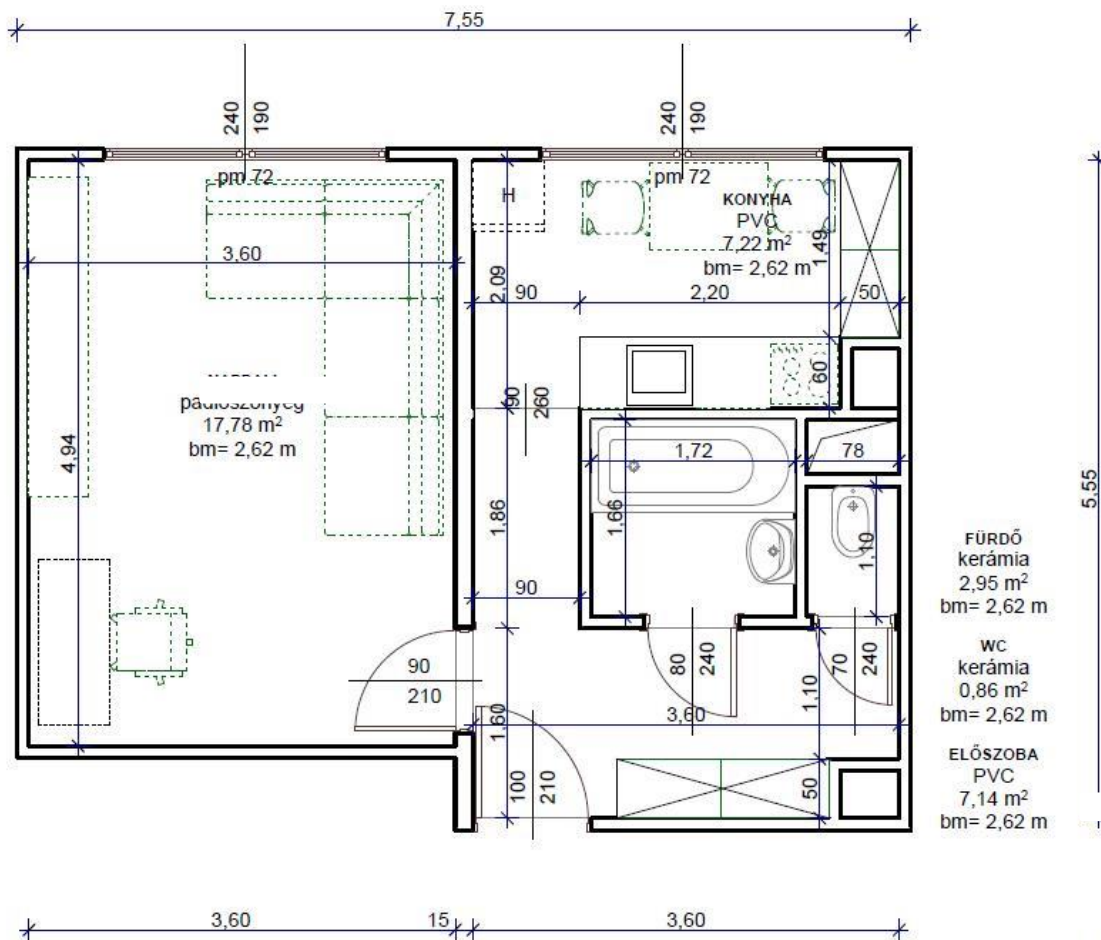 7,55
240
190
240
190
pm 72
pm 72
H
KONYHA
PVC
7,22 m²
bm= 2,62 m
1,49
3,60
2,09
90
2,20
50
90
260
60
17,78 m²
bm= 2,62 m
4,94
1,72
78
5,55
1,86
1,66
1,10
90
FÜRDŐ
kerámia
2,95 m²
bm= 2,62 m
WC
kerámia
0,86 m²
bm= 2,62 m
ELŐSZOBA
PVC
7,14 m²
bm= 2,62 m
90
210
80
240
70
240
1,10
3,60
1,60
100
210
50
3,60
15
3,60